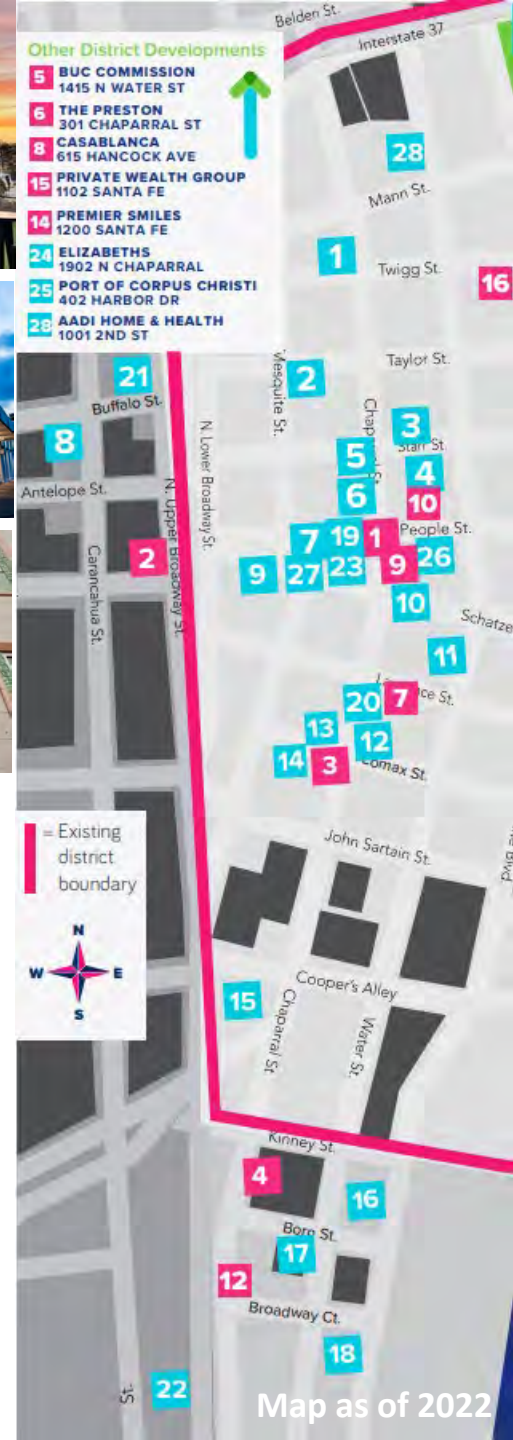 Belden St.
Interstate 37
Other District Developments
5 BUC COMMISSION
1415 N WATER ST
6 THE PRESTON
301 CHAPARRAL ST
8 CASABLANCA
615 HANCOCK AVE
15 PRIVATE WEALTH GROUP
1102 SANTA FE
14 PREMIER SMILES
1200 SANTA FE
24 ELIZABETHS
1902 N CHAPARRAL
25 PORT OF CORPUS CHRISTI
402 HARBOR DR
28 AADI HOME & HEALTH
1001 2ND ST
28
Mann St.
1
Twigg St.
16
Taylor St.
21
Mesquite St.
2
Buffalo St.
8
3
Starr St.
5
4
Antelope St.
N. Lower Broadway St.
N. Upper Broadway St.
6
10
People St.
7 19 1
2
Carancahua St.
9 27 23
9 26
10
11
20 7
13
12
14 3
Lomax St.
= Existing
district
boundary
N
W E
S
John Sartain St.
Blvd
Cooper's Alley
15
Chaparral St.
Water St.
Kinney St.
4
16
Born St.
17
12
Broadway Ct.
18
22
St.
Map as of 2022